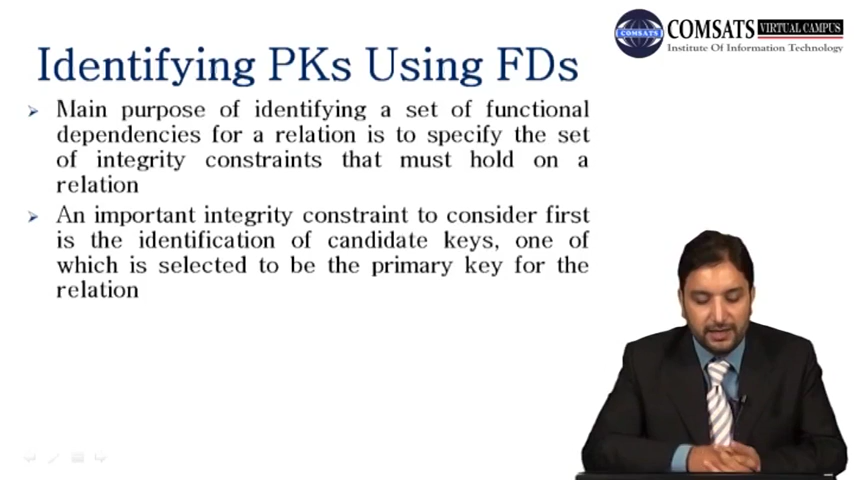 COMSATS VIRTUAL CAMPUS
COMSATS
Institute Of Information Technology
Identifying PKs Using FDs
Main purpose of identifying a set of functional
dependencies for a relation is to specify the set
of integrity constraints that must hold on a
relation
An important integrity constraint to consider first
is the identification of candidate keys, one of
which is selected to be the primary key for the
relation